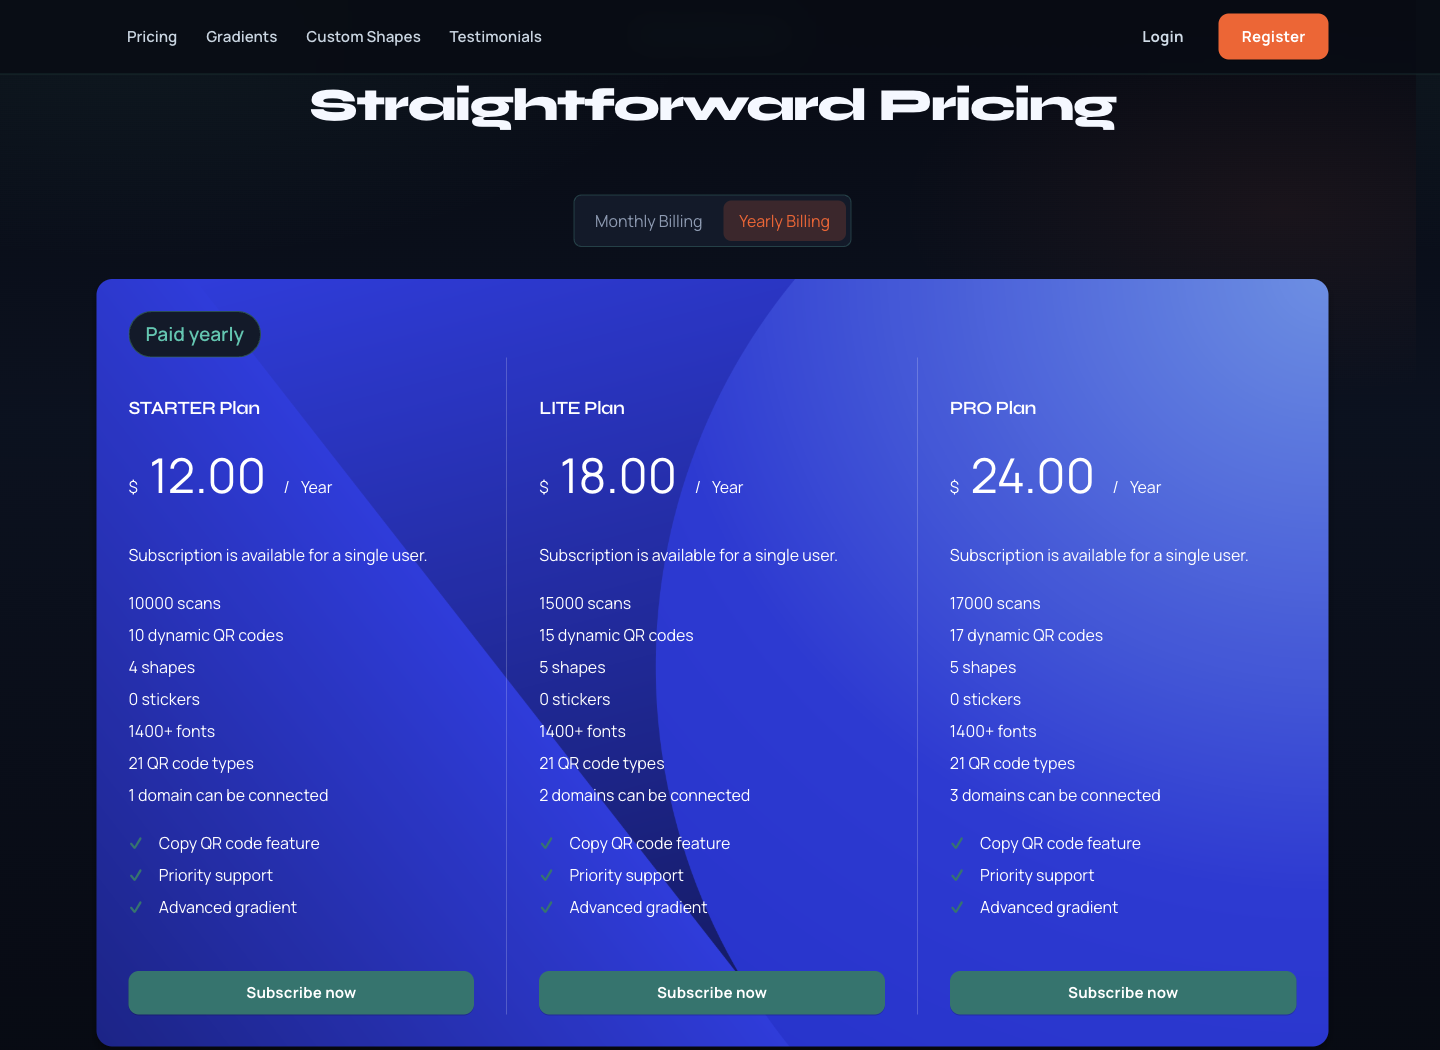 Pricing Gradients Custom Shapes Testimonials Login Register
Straightforward Pricing
Monthly Billing Yearly Billing
Paid yearly
STARTER Plan
$ 12.00 / Year
Subscription is available for a single user.
10000 scans
10 dynamic QR codes
4 shapes
0 stickers
1400+ fonts
21 QR code types
1 domain can be connected
Copy QR code feature
Priority support
Advanced gradient
Subscribe now
LITE Plan
$ 18.00 / Year
Subscription is available for a single user.
15000 scans
15 dynamic QR codes
5 shapes
0 stickers
1400+ fonts
21 QR code types
2 domains can be connected
Copy QR code feature
Priority support
Advanced gradient
Subscribe now
PRO Plan
$ 24.00 / Year
Subscription is available for a single user.
17000 scans
17 dynamic QR codes
5 shapes
0 stickers
1400+ fonts
21 QR code types
3 domains can be connected
Copy QR code feature
Priority support
Advanced gradient
Subscribe now